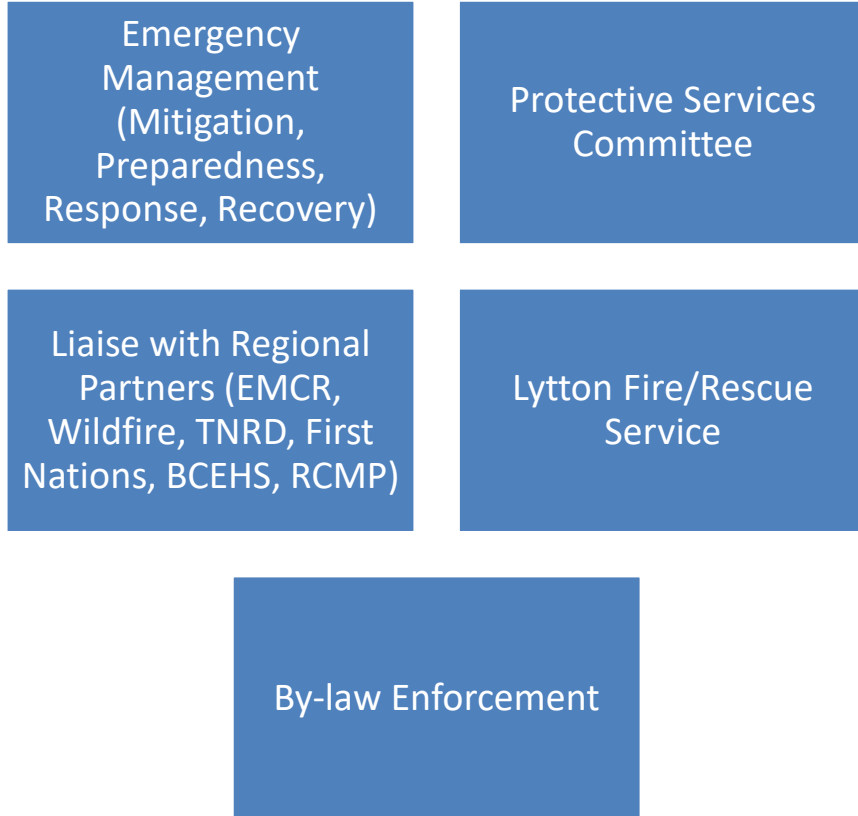 Emergency
Management
(Mitigation,
Preparedness,
Response, Recovery)
Protective Services
Committee
Liaise with Regional
Partners (EMCR,
Wildfire, TNRD, First
Nations, BCEHS, RCMP)
Lytton Fire/Rescue
Service
By-law Enforcement